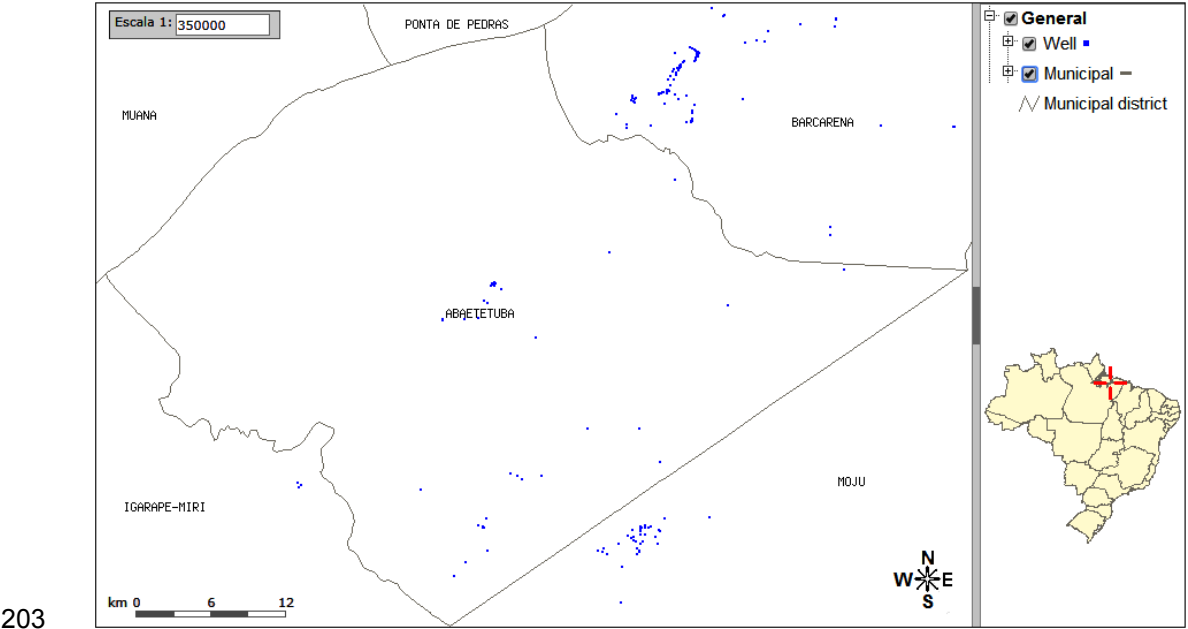 Escala 1: 350000
PONTA DE PEDRAS
General
Well
Municipal
Municipal district
MUANA
BARCARENA
ABAETETUBA
MOJU
IGARAPE-MIRI
N
W E
S
km 0 6 12
203